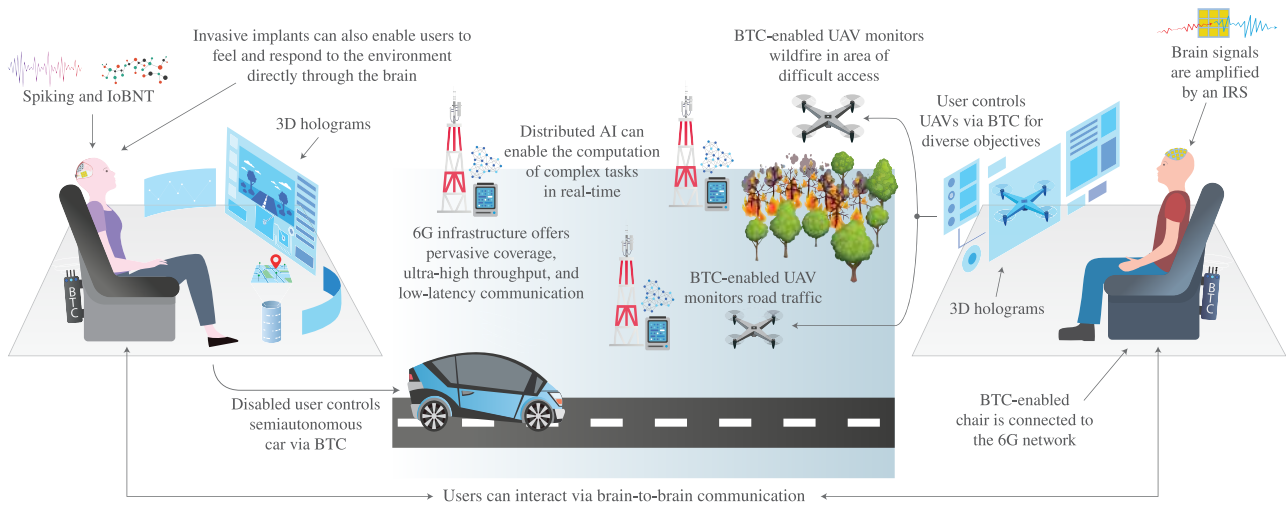 Spiking and IoBNT
Invasive implants can also enable users to
feel and respond to the environment
directly through the brain
3D holograms
BTC
Disabled user controls
semiautonomous
car via BTC
Distributed AI can
enable the computation
of complex tasks
in real-time
6G infrastructure offers
pervasive coverage,
ultra-high throughput, and
low-latency communication
BTC-enabled UAV monitors
wildfire in area of
difficult access
BTC-enabled UAV
monitors road traffic
User controls
UAVs via BTC for
diverse objectives
Brain signals
are amplified
by an IRS
3D holograms
BTC
BTC-enabled
chair is connected to
the 6G network
Users can interact via brain-to-brain communication